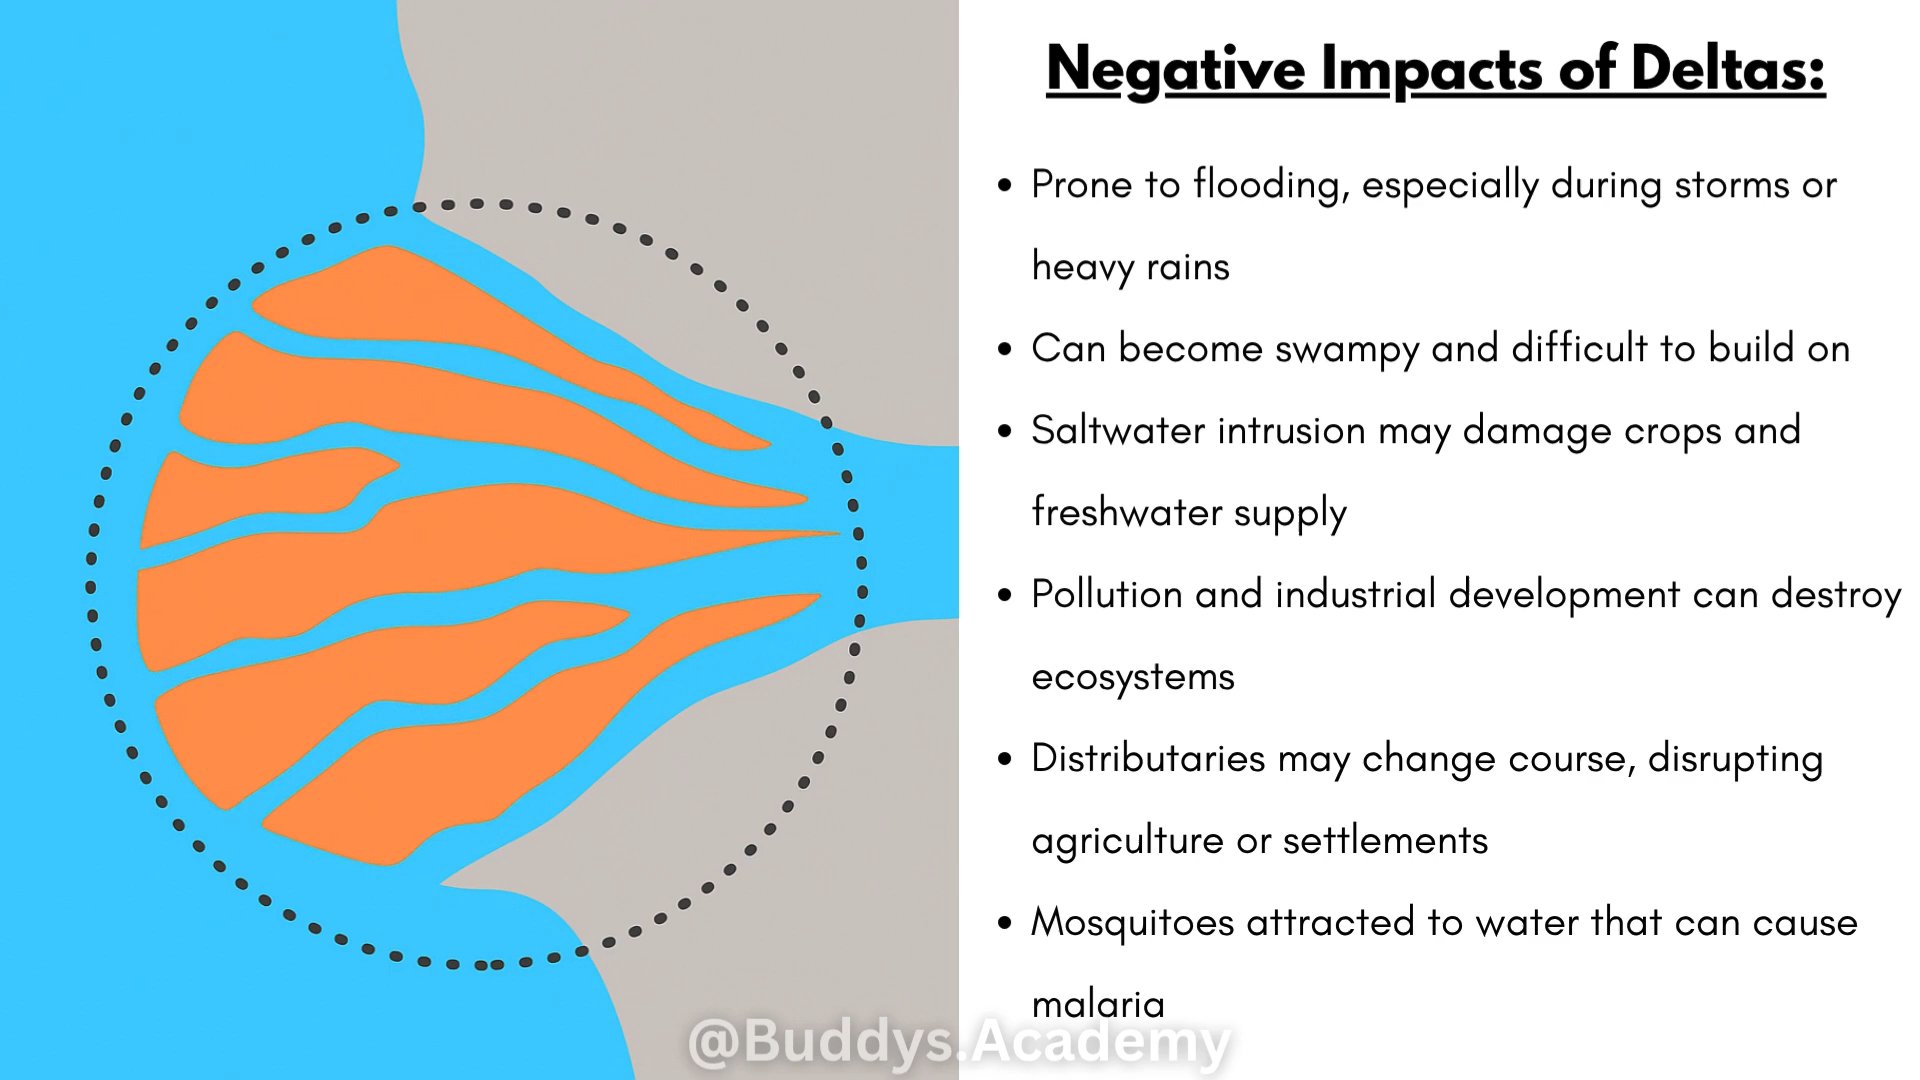 Negative Impacts of Deltas:
• Prone to flooding, especially during storms or
heavy rains
• Can become swampy and difficult to build on
• Saltwater intrusion may damage crops and
freshwater supply
• Pollution and industrial development can destroy
ecosystems
• Distributaries may change course, disrupting
agriculture or settlements
• Mosquitoes attracted to water that can cause
malaria
@Buddys.Academy